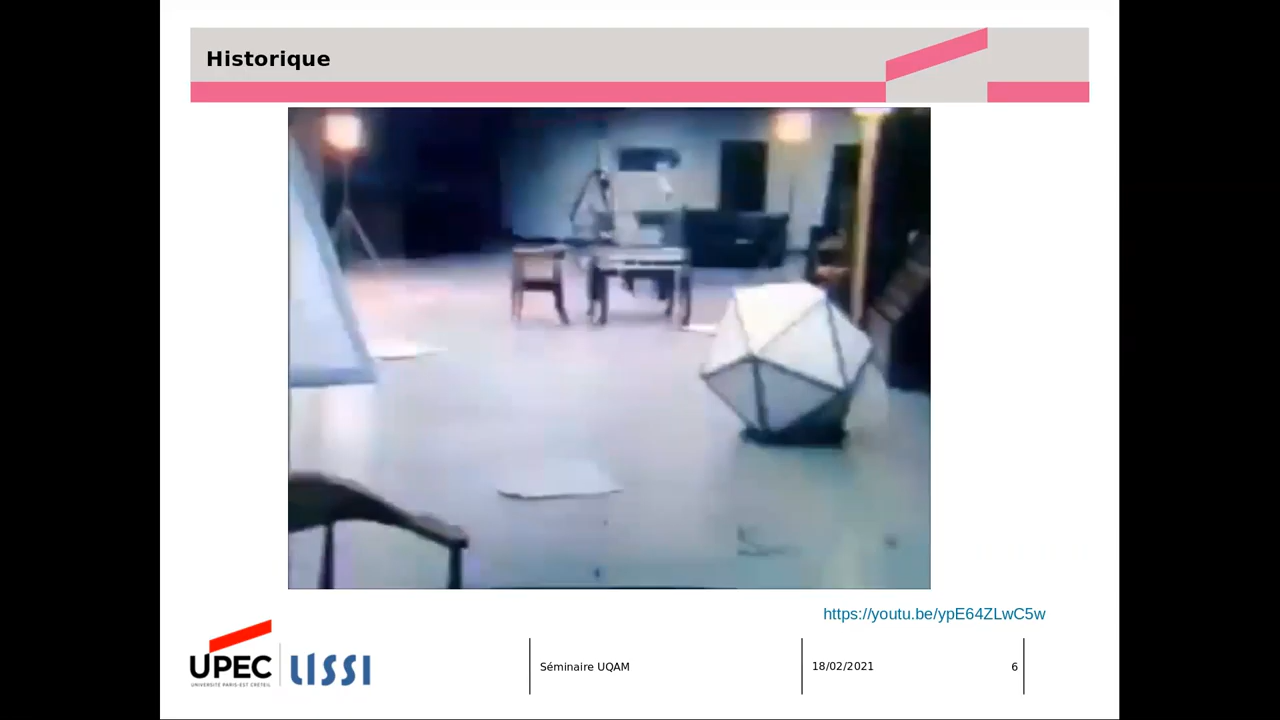 Historique
https://youtu.be/ypE64ZLwC5w
UPEC
UNIVERSITÉ PARIS-EST CRÉTEIL
LISSI
Séminaire UQAM
18/02/2021
6